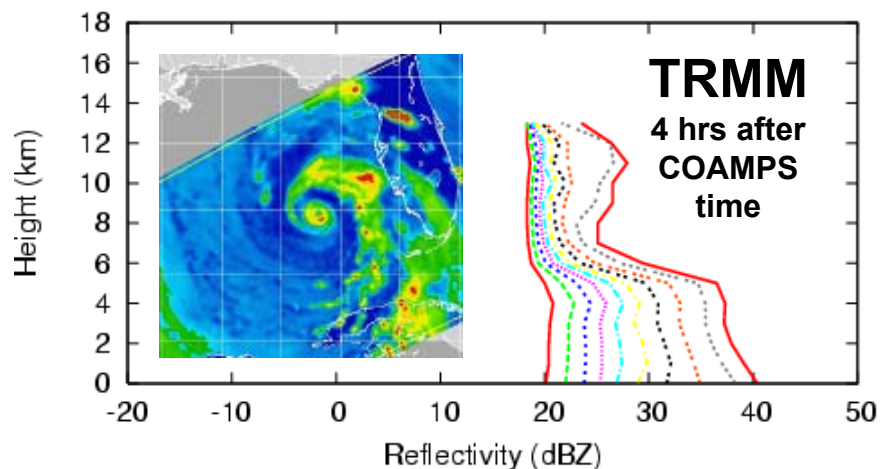 18
16
14
12
10
8
6
4
2
0
Height (km)
TRMM
4 hrs after
COAMPS
time
-20 -10 0 10 20 30 40 50
Reflectivity (dBZ)